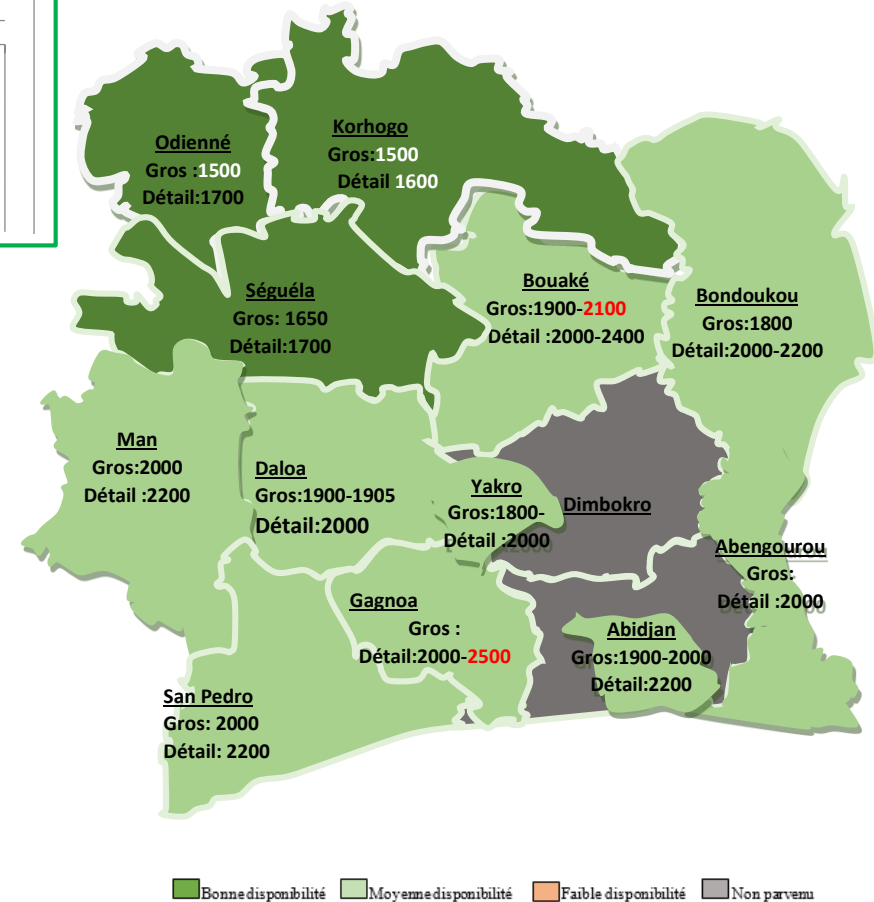 Odienné
Gros :1500
Détail:1700
Korhogo
Gros:1500
Détail 1600
Séguéla
Gros: 1650
Détail:1700
Bouaké
Gros:1900-2100
Détail :2000-2400
Bondoukou
Gros:1800
Détail:2000-2200
Man
Gros:2000
Détail :2200
Daloa
Gros:1900-1905
Détail:2000
Yakro
Gros:1800-
Détail :2000
Dimbokro
Abengourou
Gros:
Détail :2000
Gagnoa
Gros :
Détail:2000-2500
Abidjan
Gros:1900-2000
Détail:2200
San Pedro
Gros: 2000
Détail: 2200
Bonne disponibilité Moyenne disponibilité Faible disponibilité Non parvenu